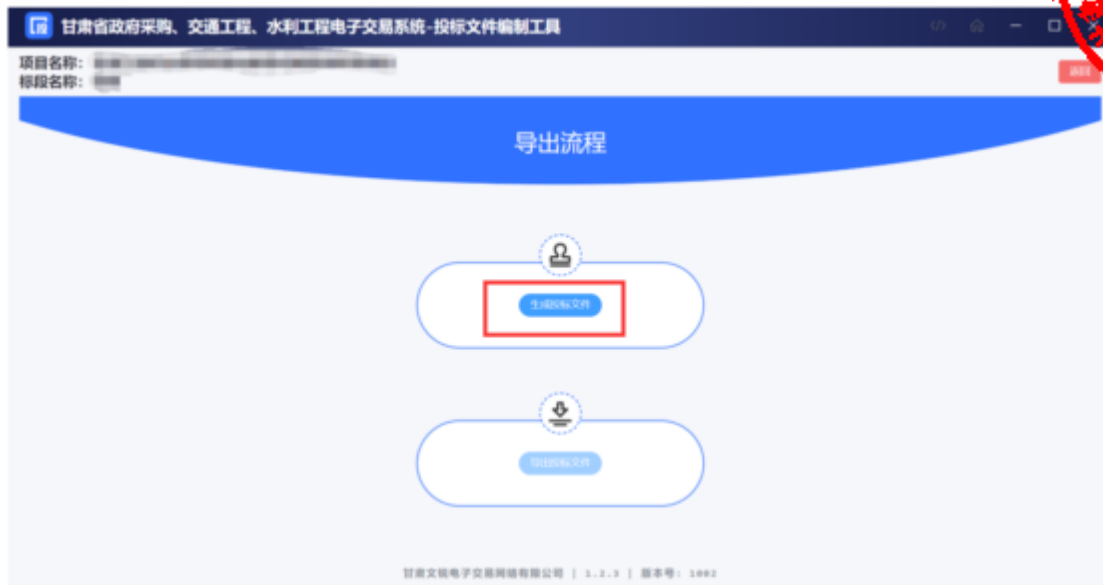 投
甘肃省政府采购、交通工程、水利工程电子交易系统-投标文件编制工具
项目名称：
标段名称：
返回
导出流程
生成投标文件
导出投标文件
甘肃文锐电子交易网络有限公司 | 1.2.3 | 版本号: 1002